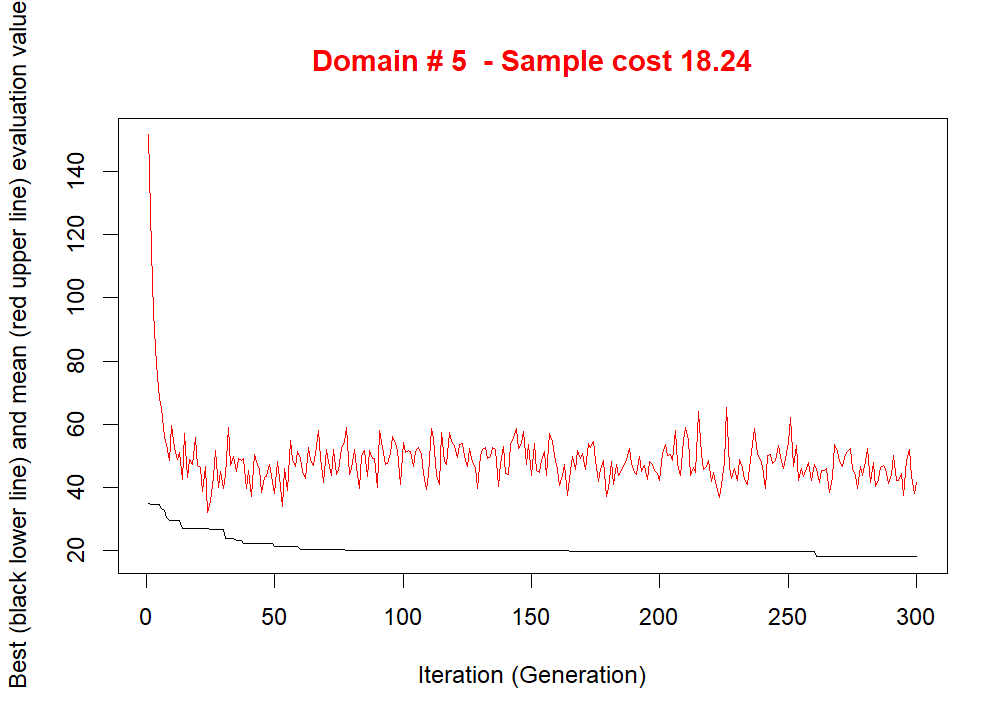 Domain # 5  - Sample cost 18.24
Best (black lower line) and mean (red upper line) evaluation value
140
120
100
80
60
40
20
0 50 100 150 200 250 300
Iteration (Generation)